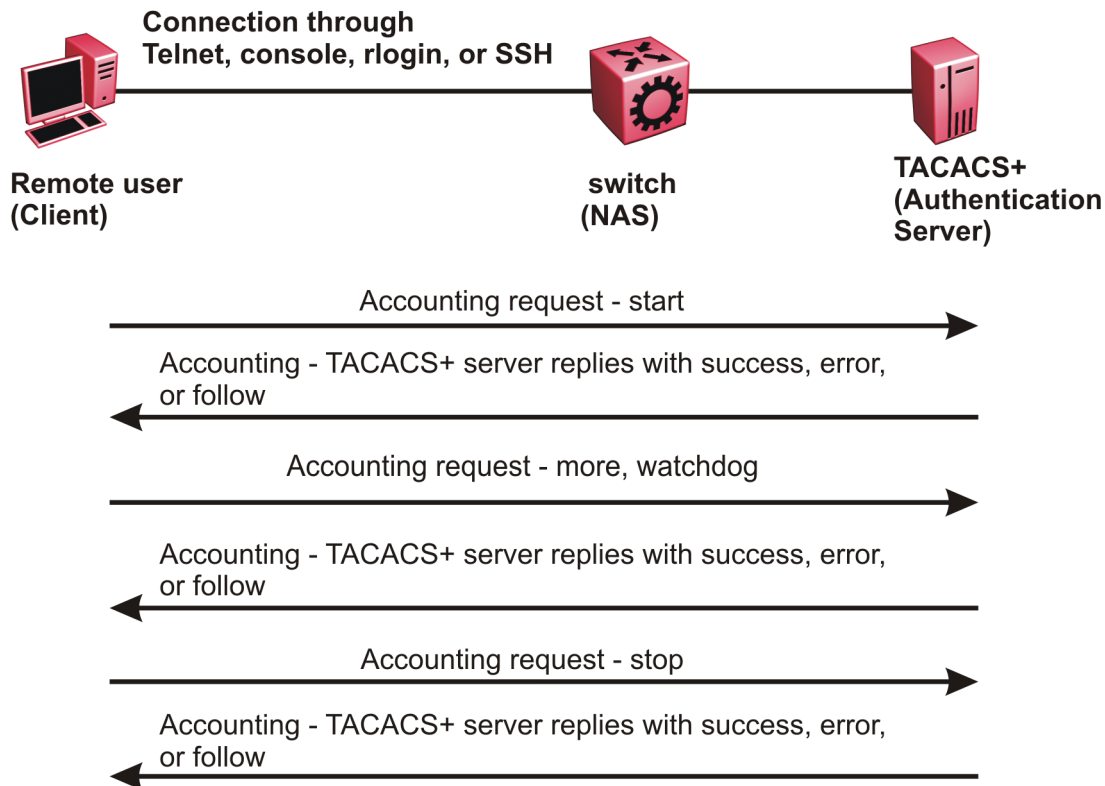 Connection through
Telnet, console, rlogin, or SSH
Remote user
(Client)
switch
(NAS)
TACACS+
(Authentication
Server)
Accounting request - start
Accounting - TACACS+ server replies with success, error,
or follow
Accounting request - more, watchdog
Accounting - TACACS+ server replies with success, error,
or follow
Accounting request - stop
Accounting - TACACS+ server replies with success, error,
or follow